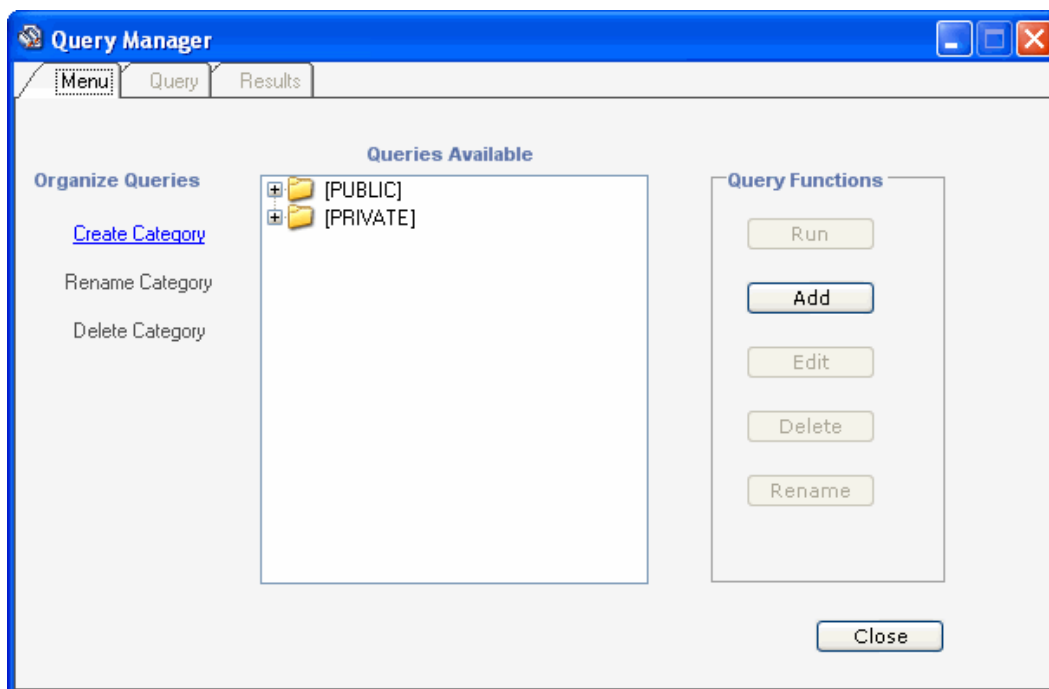 Query Manager
Menu Query Results
Queries Available
Organize Queries
Create Category
Rename Category
Delete Category
[PUBLIC]
[PRIVATE]
Query Functions
Run
Add
Edit
Delete
Rename
Close